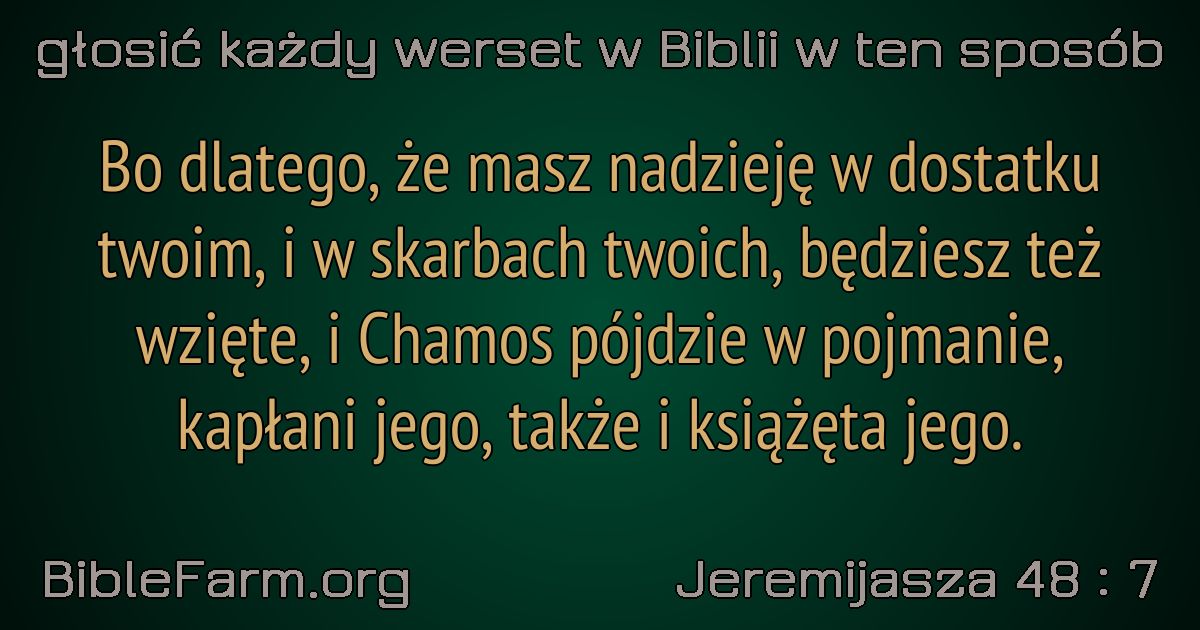 głosić każdy werset w Biblii w ten sposób
Bo dlatego, że masz nadzieję w dostatku
twoim, i w skarbach twoich, będziesz też
wzięte, i Chamos pójdzie w pojmanie,
kapłani jego, także i książęta jego.
BibleFarm.org
Jeremijasza 48 : 7